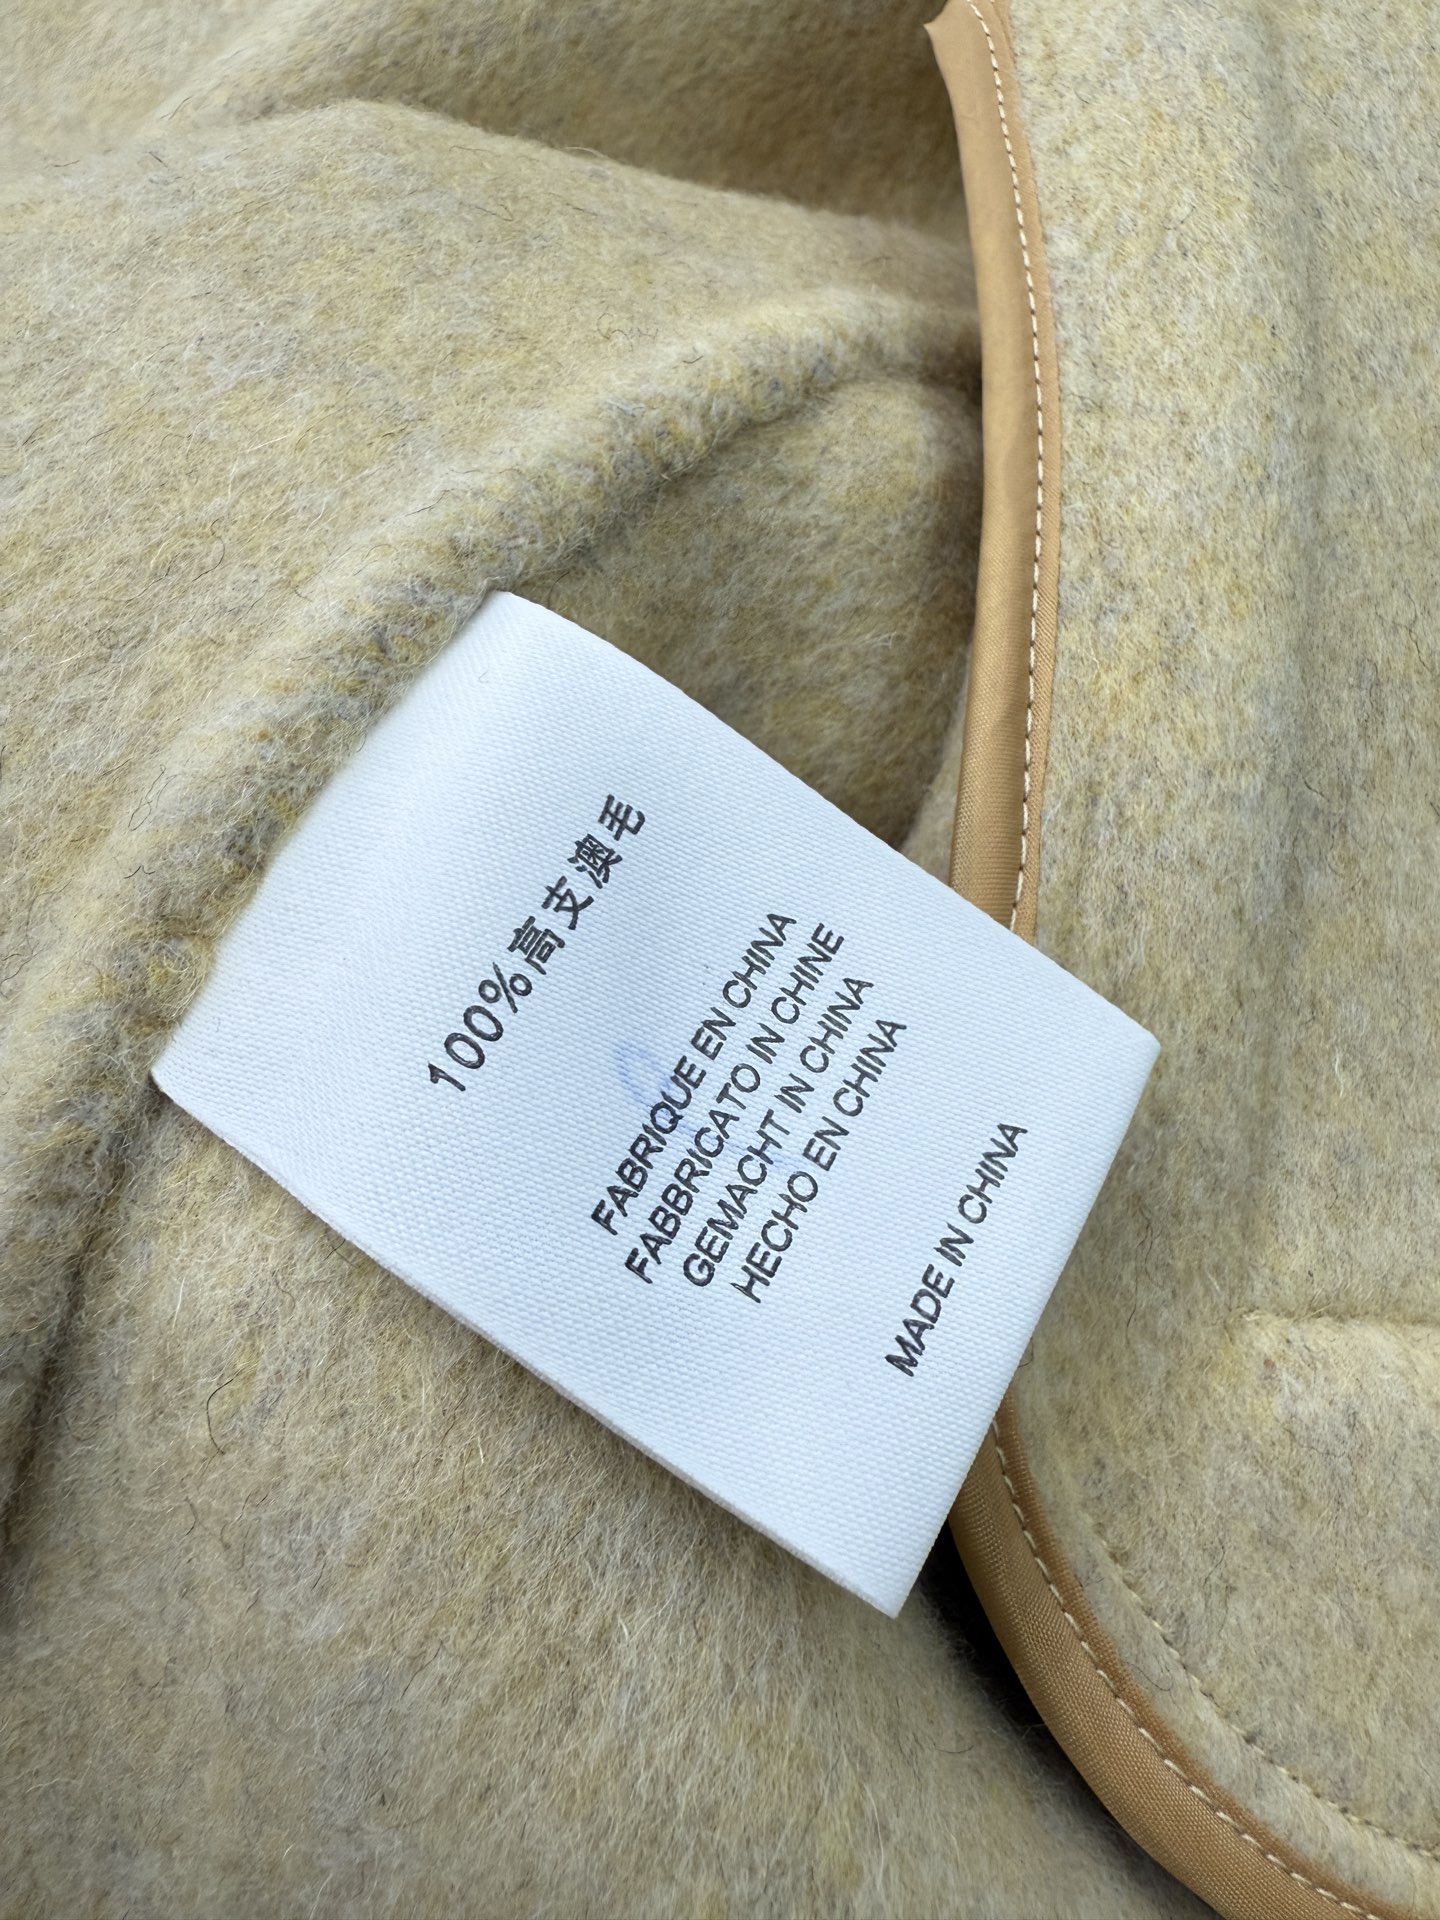 100%高支澳毛
FABRIQUE EN CHINA
FABBRICATO IN CHINE
GEMACHT IN CHINA
HECHO EN CHINA
MADE IN CHINA